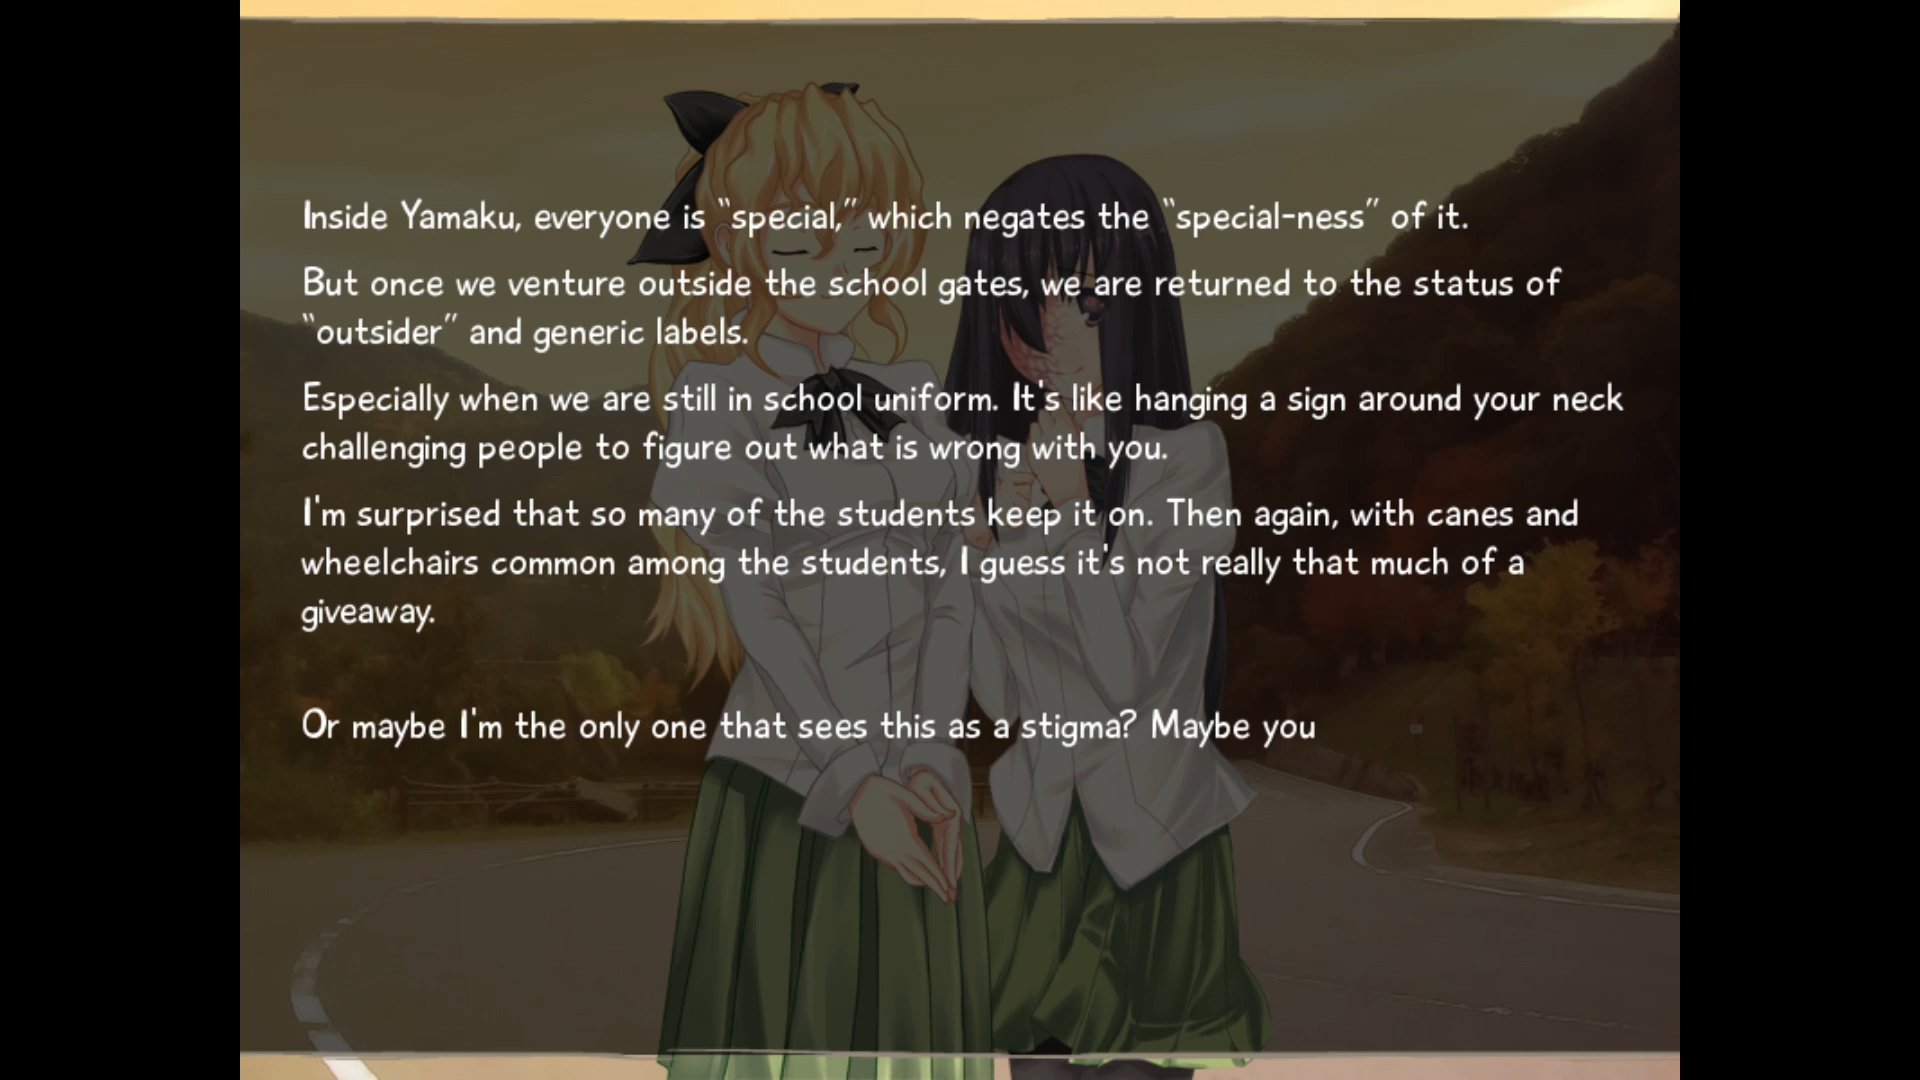 Inside Yamaku, everyone is “special,” which negates the “special-ness” of it.
But once we venture outside the school gates, we are returned to the status of
“outsider” and generic labels.
Especially when we are still in school uniform. It's like hanging a sign around your neck
challenging people to figure out what is wrong with you.
I'm surprised that so many of the students keep it on. Then again, with canes and
wheelchairs common among the students, I guess it's not really that much of a
giveaway.
Or maybe I'm the only one that sees this as a stigma? Maybe you